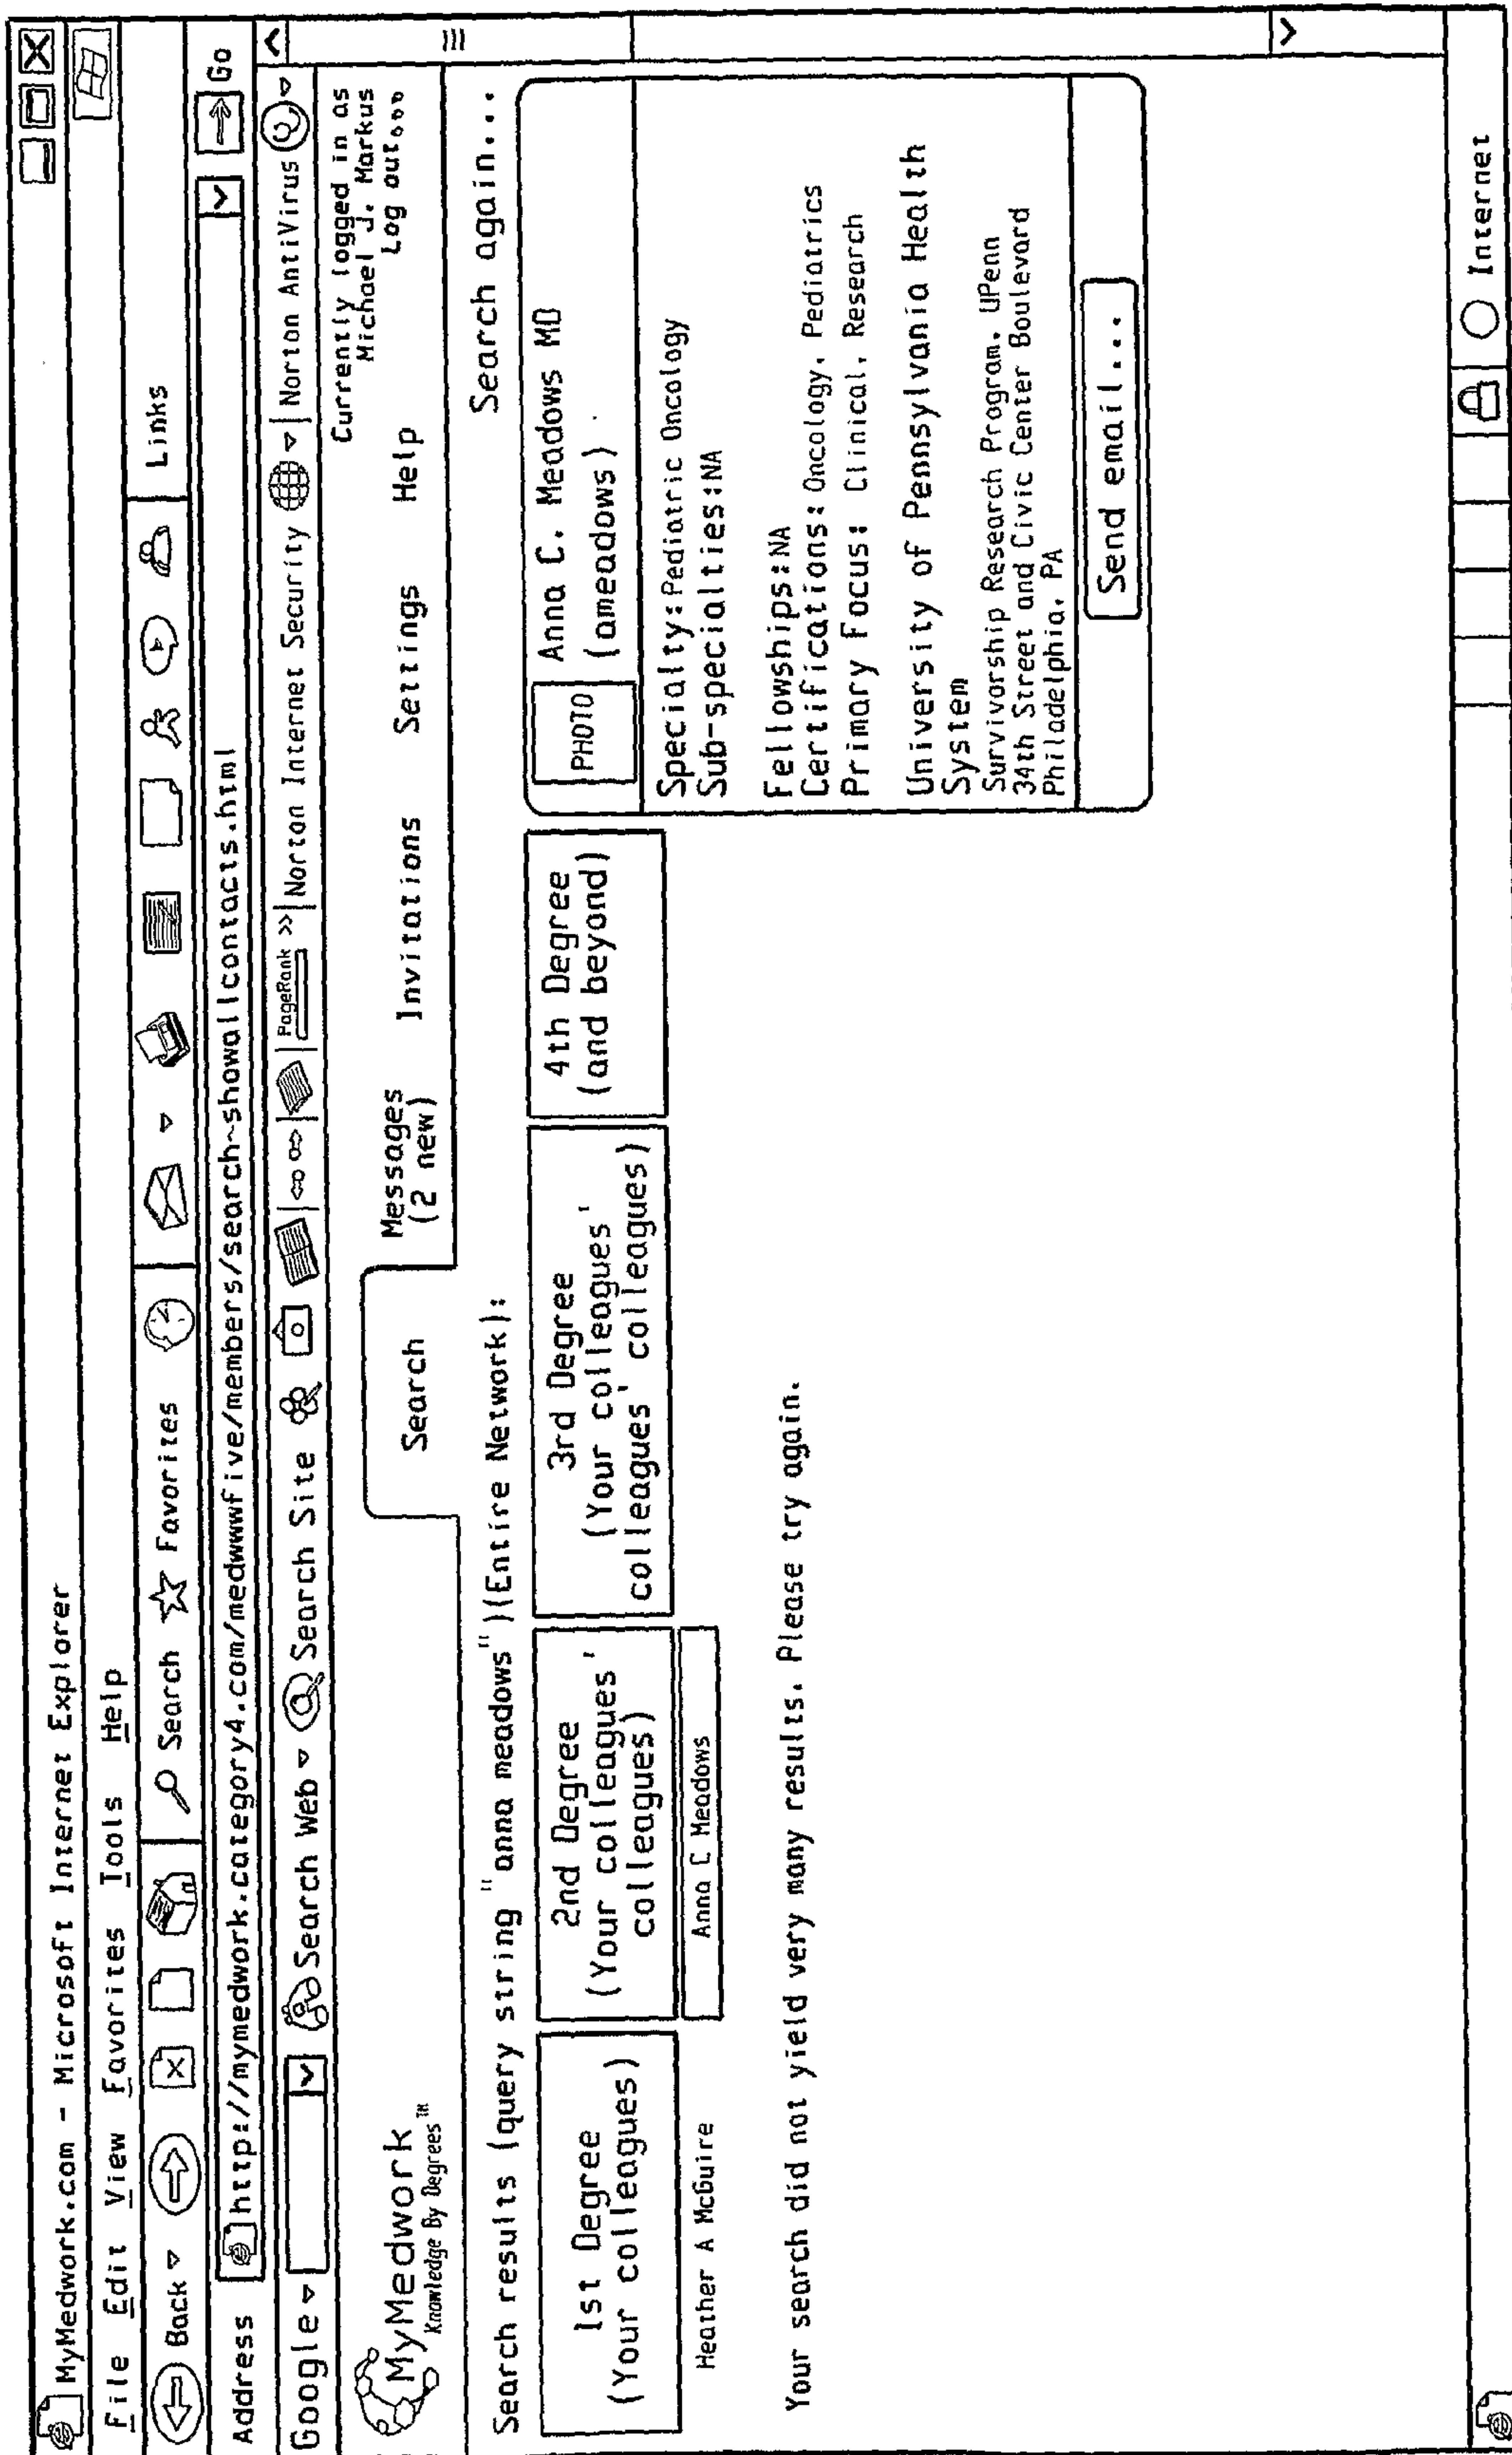 MyMedwork.com - Microsoft Internet Explorer
File Edit View Favorites Tools Help
Back Search Favorites Links
Address http://mymedwork.category4.com/medwwwfive/members/search~showallcontacts.html Go
Google Search Web Search Site PageRank >> Norton Internet Security Norton AntiVirus
Currently logged in as
Michael J. Markus
Log out...
MyMedwork
Knowledge By Degrees™
Search
Messages
(2 new)
Invitations
Settings
Help
Search results (query string "anna meadows")(Entire Network):
Search again...
1st Degree
(Your colleagues)
Heather A McGuire
2nd Degree
(Your colleagues'
colleagues)
Anna C Meadows
3rd Degree
(Your colleagues'
colleagues' colleagues)
4th Degree
(and beyond)
Your search did not yield very many results. Please try again.
PHOTO
Anna C. Meadows MD
(ameadows)
Specialty:Pediatric Oncology
Sub-specialties:NA
Fellowships:NA
Certifications: Oncology, Pediatrics
Primary Focus: Clinical, Research
University of Pennsylvania Health
System
Survivorship Research Program, UPenn
34th Street and Civic Center Boulevard
Philadelphia, PA
Send email...
Internet